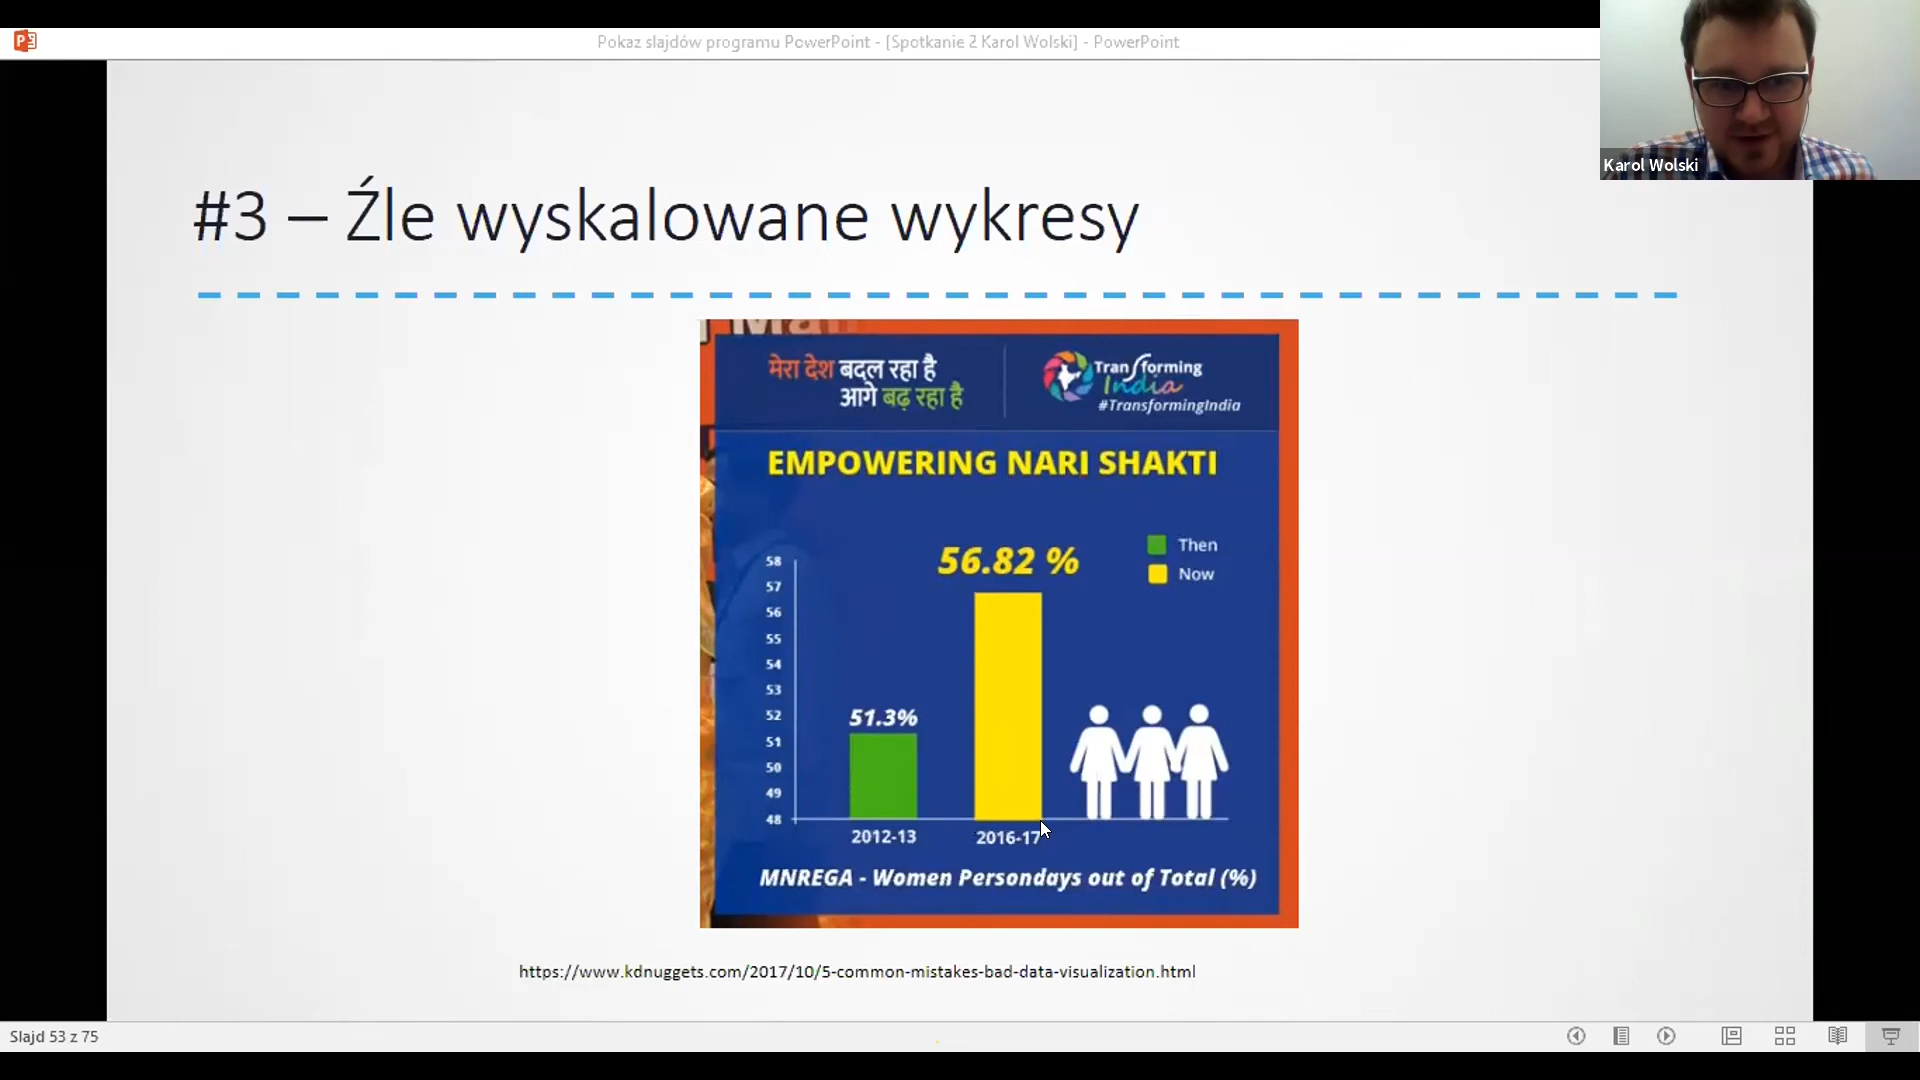 Pokaz slajdów programu PowerPoint - [Spotkanie 2 Karol Wolski] - PowerPoint
Karol Wolski
#3 – Źle wyskalowane wykresy
मेरा देश बदल रहा है
आगे बढ़ रहा है
Transforming
India
#TransformingIndia
EMPOWERING NARI SHAKTI
56.82 %
Then
Now
58
57
56
55
54
53
52
51
50
49
48
51.3%
2012-13
2016-17
MNREGA - Women Persondays out of Total (%)
https://www.kdnuggets.com/2017/10/5-common-mistakes-bad-data-visualization.html
Slajd 53 z 75